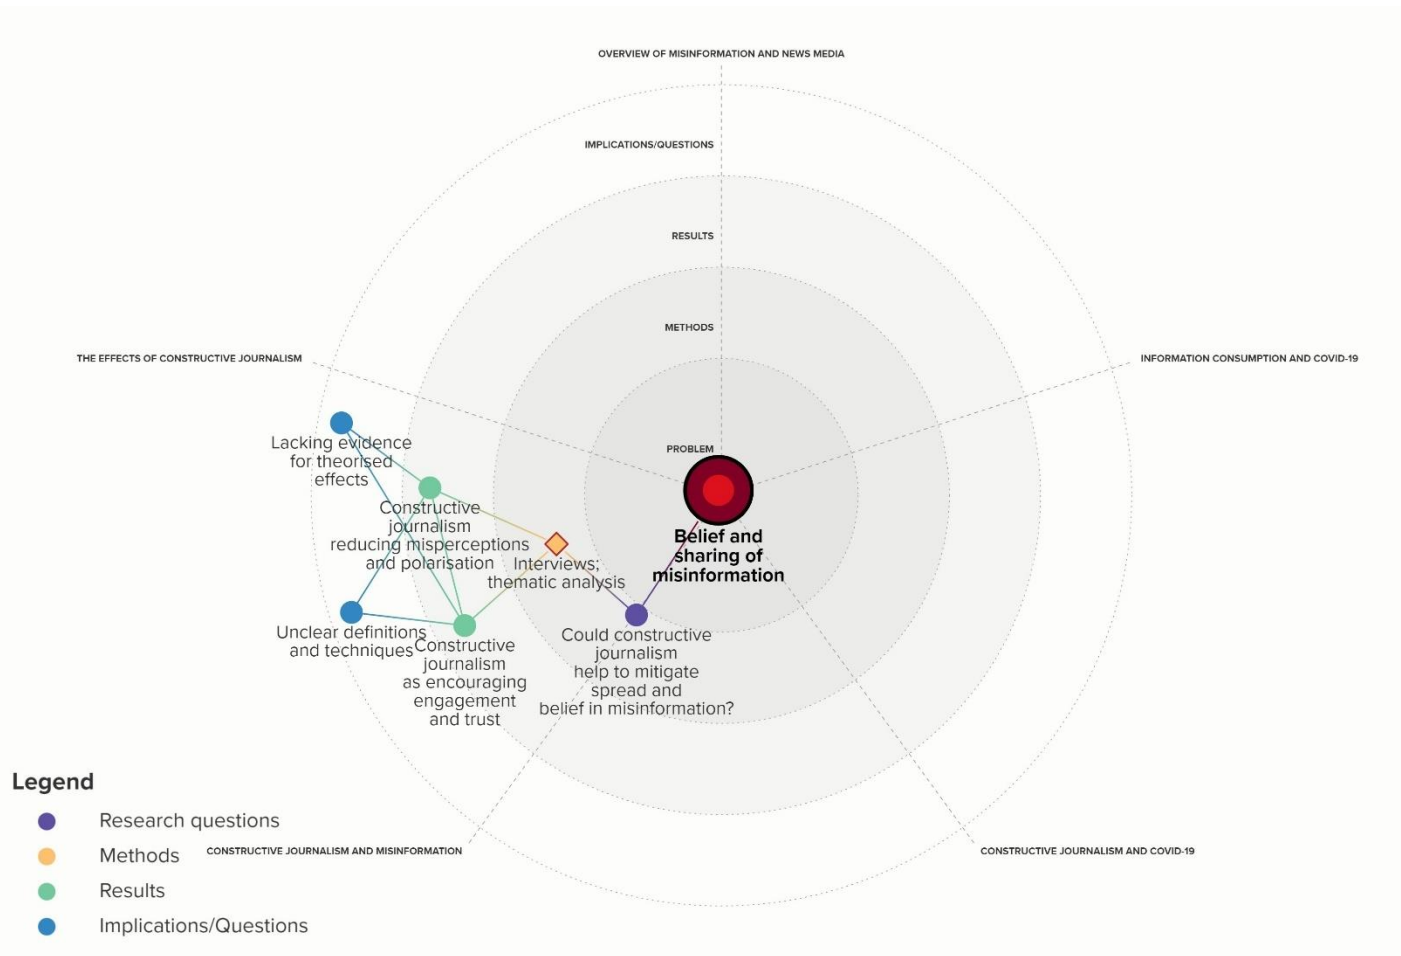 OVERVIEW OF MISINFORMATION AND NEWS MEDIA
IMPLICATIONS/QUESTIONS
RESULTS
METHODS
THE EFFECTS OF CONSTRUCTIVE JOURNALISM
INFORMATION CONSUMPTION AND COVID-19
PROBLEM
Lacking evidence
for theorised
effects
Constructive
journalism
reducing misperceptions
and polarisation
Interviews;
thematic analysis
Belief and
sharing of
misinformation
Unclear definitions
and techniques
Constructive
journalism
as encouraging
engagement
and trust
Could constructive
journalism
help to mitigate
spread and
belief in misinformation?
Legend
Research questions
Methods
Results
Implications/Questions
CONSTRUCTIVE JOURNALISM AND MISINFORMATION
CONSTRUCTIVE JOURNALISM AND COVID-19